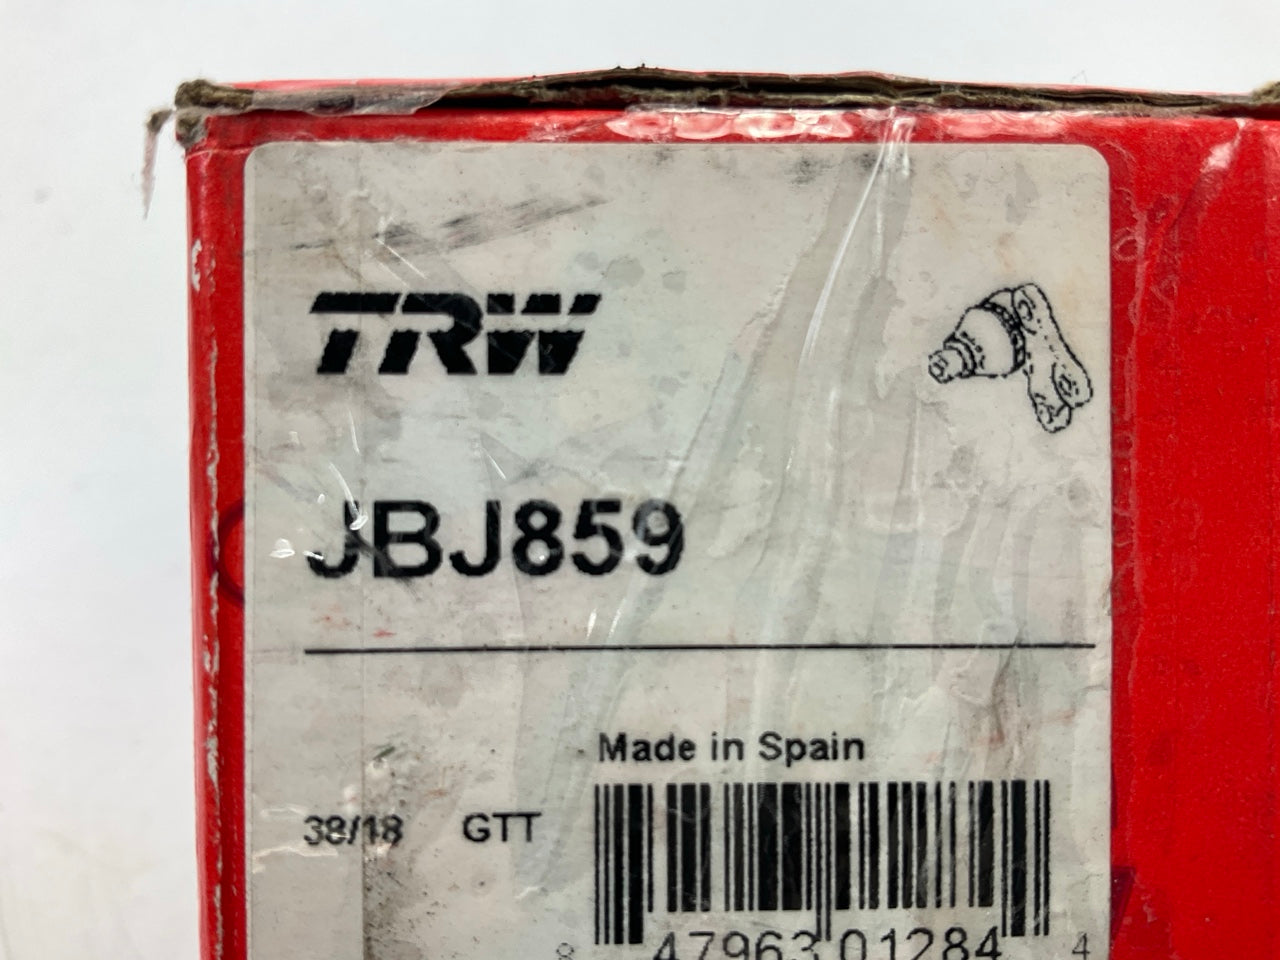 TRW
JBJ859
Made in Spain
38/18 GTT
8 47963 01284 4